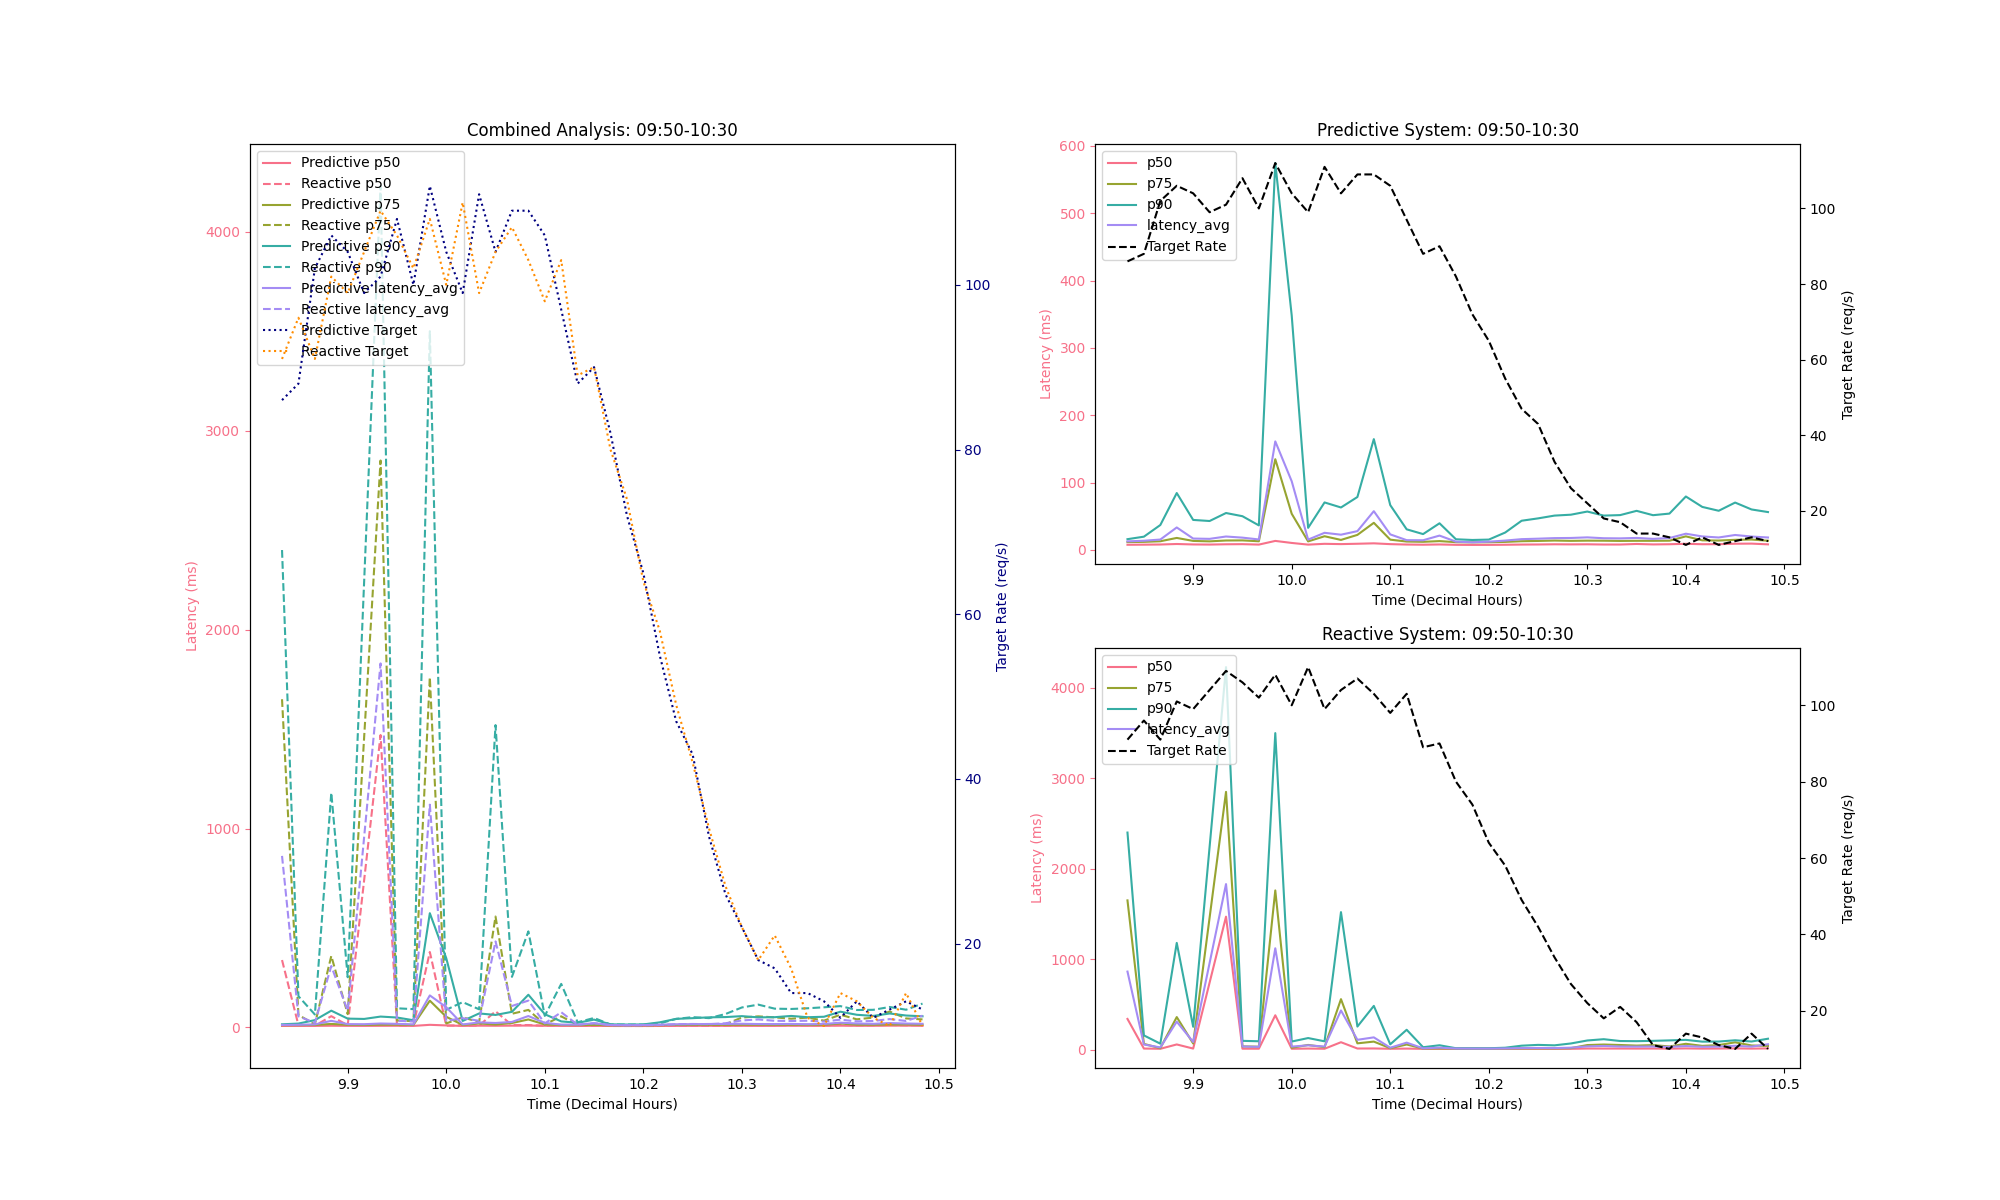 Combined Analysis: 09:50-10:30
Predictive p50
Reactive p50
Predictive p75
Reactive p75
Predictive p90
Reactive p90
Predictive latency_avg
Reactive latency_avg
Predictive Target
Reactive Target
4000
3000
2000
1000
0
Latency (ms)
100
80
60
40
20
Target Rate (req/s)
9.9 10.0 10.1 10.2 10.3 10.4 10.5
Time (Decimal Hours)
Predictive System: 09:50-10:30
p50
p75
p90
latency_avg
Target Rate
600
500
400
300
200
100
0
Latency (ms)
100
80
60
40
20
Target Rate (req/s)
9.9 10.0 10.1 10.2 10.3 10.4 10.5
Time (Decimal Hours)
Reactive System: 09:50-10:30
p50
p75
p90
latency_avg
Target Rate
4000
3000
2000
1000
0
Latency (ms)
100
80
60
40
20
Target Rate (req/s)
9.9 10.0 10.1 10.2 10.3 10.4 10.5
Time (Decimal Hours)